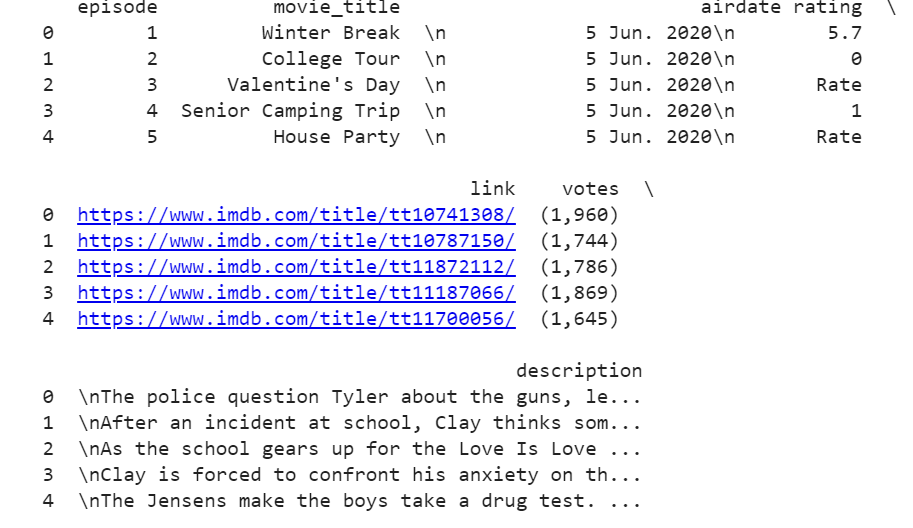 episode movie_title airdate rating \
0 1 Winter Break \n 5 Jun. 2020\n 5.7
1 2 College Tour \n 5 Jun. 2020\n 0
2 3 Valentine's Day \n 5 Jun. 2020\n Rate
3 4 Senior Camping Trip \n 5 Jun. 2020\n 1
4 5 House Party \n 5 Jun. 2020\n Rate
link votes \
0 https://www.imdb.com/title/tt10741308/ (1,960)
1 https://www.imdb.com/title/tt10787150/ (1,744)
2 https://www.imdb.com/title/tt11872112/ (1,786)
3 https://www.imdb.com/title/tt11187066/ (1,869)
4 https://www.imdb.com/title/tt11700056/ (1,645)
description
0 \nThe police question Tyler about the guns, le...
1 \nAfter an incident at school, Clay thinks som...
2 \nAs the school gears up for the Love Is Love ...
3 \nClay is forced to confront his anxiety on th...
4 \nThe Jensens make the boys take a drug test. ...